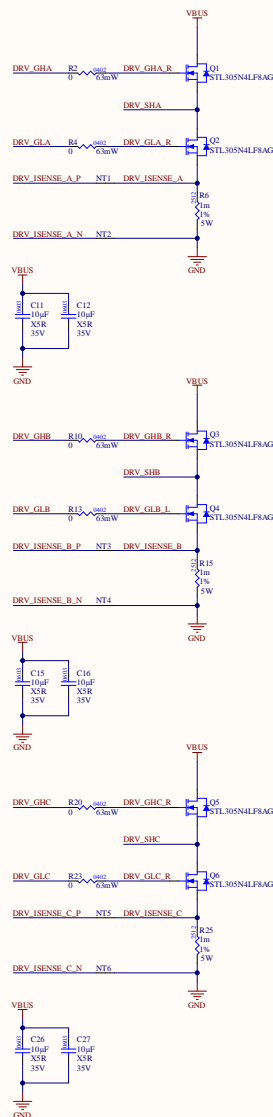 VBUS
Q1
STL305N4LF8AG
DRV_GHA R2 0402 DRV_GHA_R
0 63mW
DRV_SHA
Q2
STL305N4LF8AG
DRV_GLA R4 0402 DRV_GLA_R
0 63mW
DRV_ISENSE_A_P NT1 DRV_ISENSE_A
2512 R6
1m
1%
5W
DRV_ISENSE_A_N NT2
GND
VBUS
0603 C11 0603 C12
10μF 10μF
X5R X5R
35V 35V
GND
VBUS
Q3
STL305N4LF8AG
DRV_GHB R10 0402 DRV_GHB_R
0 63mW
DRV_SHB
Q4
STL305N4LF8AG
DRV_GLB R13 0402 DRV_GLB_L
0 63mW
DRV_ISENSE_B_P NT3 DRV_ISENSE_B
2512 R15
1m
1%
5W
DRV_ISENSE_B_N NT4
GND
VBUS
0603 C15 0603 C16
10μF 10μF
X5R X5R
35V 35V
GND
VBUS
Q5
STL305N4LF8AG
DRV_GHC R20 0402 DRV_GHC_R
0 63mW
DRV_SHC
Q6
STL305N4LF8AG
DRV_GLC R23 0402 DRV_GLC_R
0 63mW
DRV_ISENSE_C_P NT5 DRV_ISENSE_C
2512 R25
1m
1%
5W
DRV_ISENSE_C_N NT6
GND
VBUS
0603 C26 0603 C27
10μF 10μF
X5R X5R
35V 35V
GND